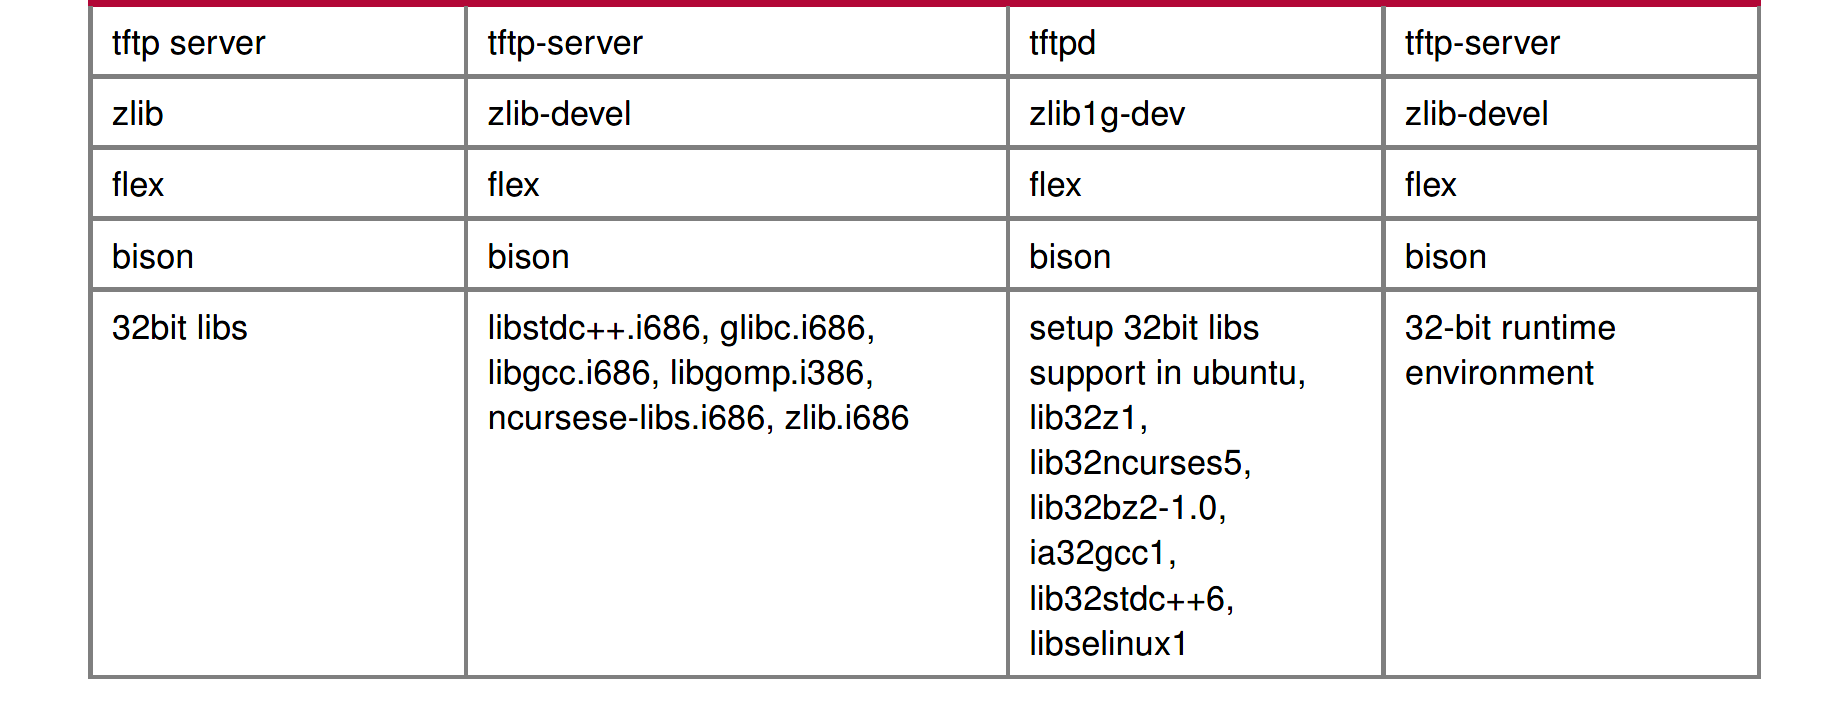 tftp server
tftp-server
tftpd
tftp-server
zlib
zlib-devel
zlib1g-dev
zlib-devel
flex
flex
flex
flex
bison
bison
bison
bison
32bit libs
libstdc++.i686, glibc.i686,
libgcc.i686, libgomp.i386,
ncursese-libs.i686, zlib.i686
setup 32bit libs
support in ubuntu,
lib32z1,
lib32ncurses5,
lib32bz2-1.0,
ia32gcc1,
lib32stdc++6,
libselinux1
32-bit runtime
environment